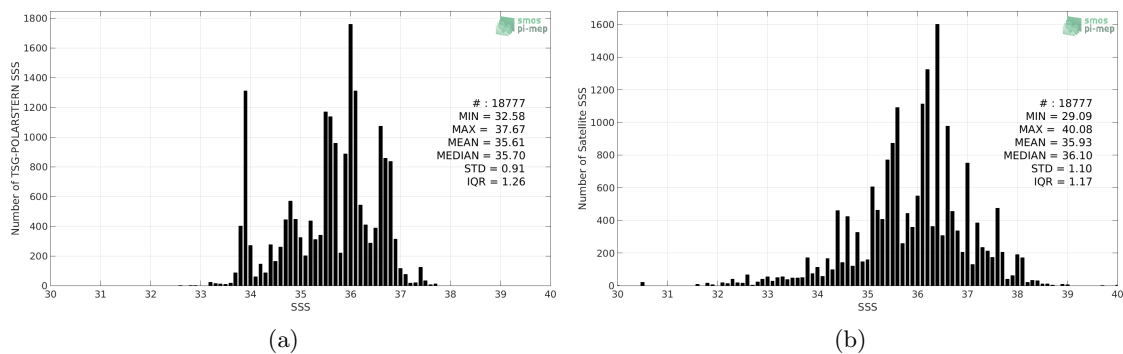 smos
pi-mep
Number of TSG-POLARSTERN SSS
1800
1600
1400
1200
1000
800
600
400
200
0
# : 18777
MIN = 32.58
MAX = 37.67
MEAN = 35.61
MEDIAN = 35.70
STD = 0.91
IQR = 1.26
30 31 32 33 34 35 36 37 38 39 40
SSS
(a)
smos
pi-mep
Number of Satellite SSS
1600
1400
1200
1000
800
600
400
200
0
# : 18777
MIN = 29.09
MAX = 40.08
MEAN = 35.93
MEDIAN = 36.10
STD = 1.10
IQR = 1.17
30 31 32 33 34 35 36 37 38 39 40
SSS
(b)